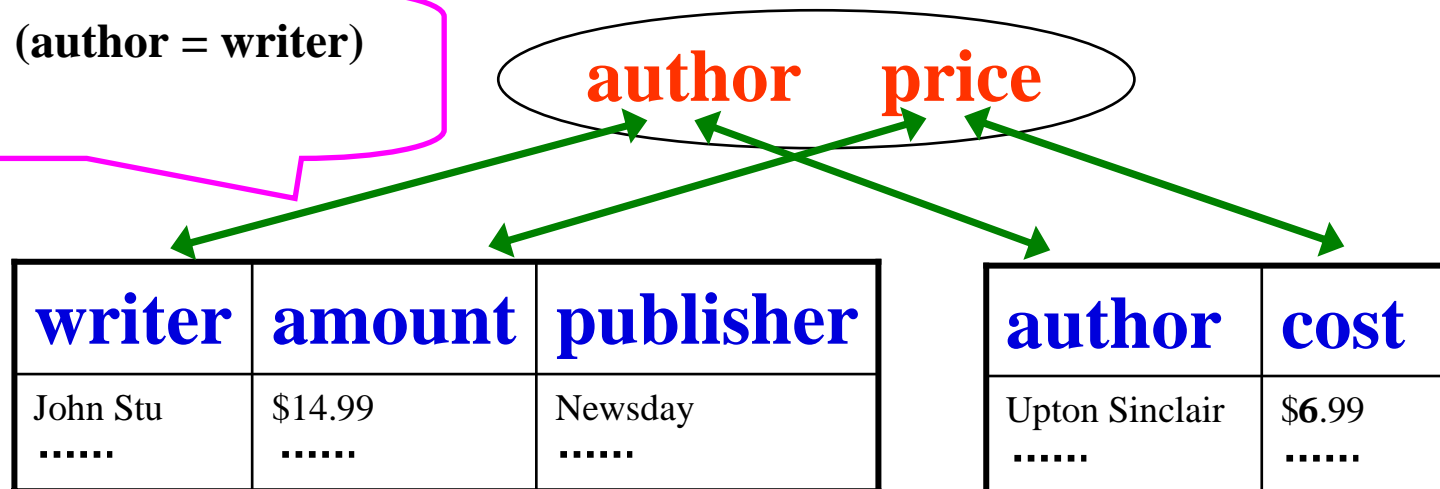 (author = writer)
author price
writer amount publisher
John Stu $14.99 Newsday
...... ...... ......
author cost
Upton Sinclair $6.99
...... ......